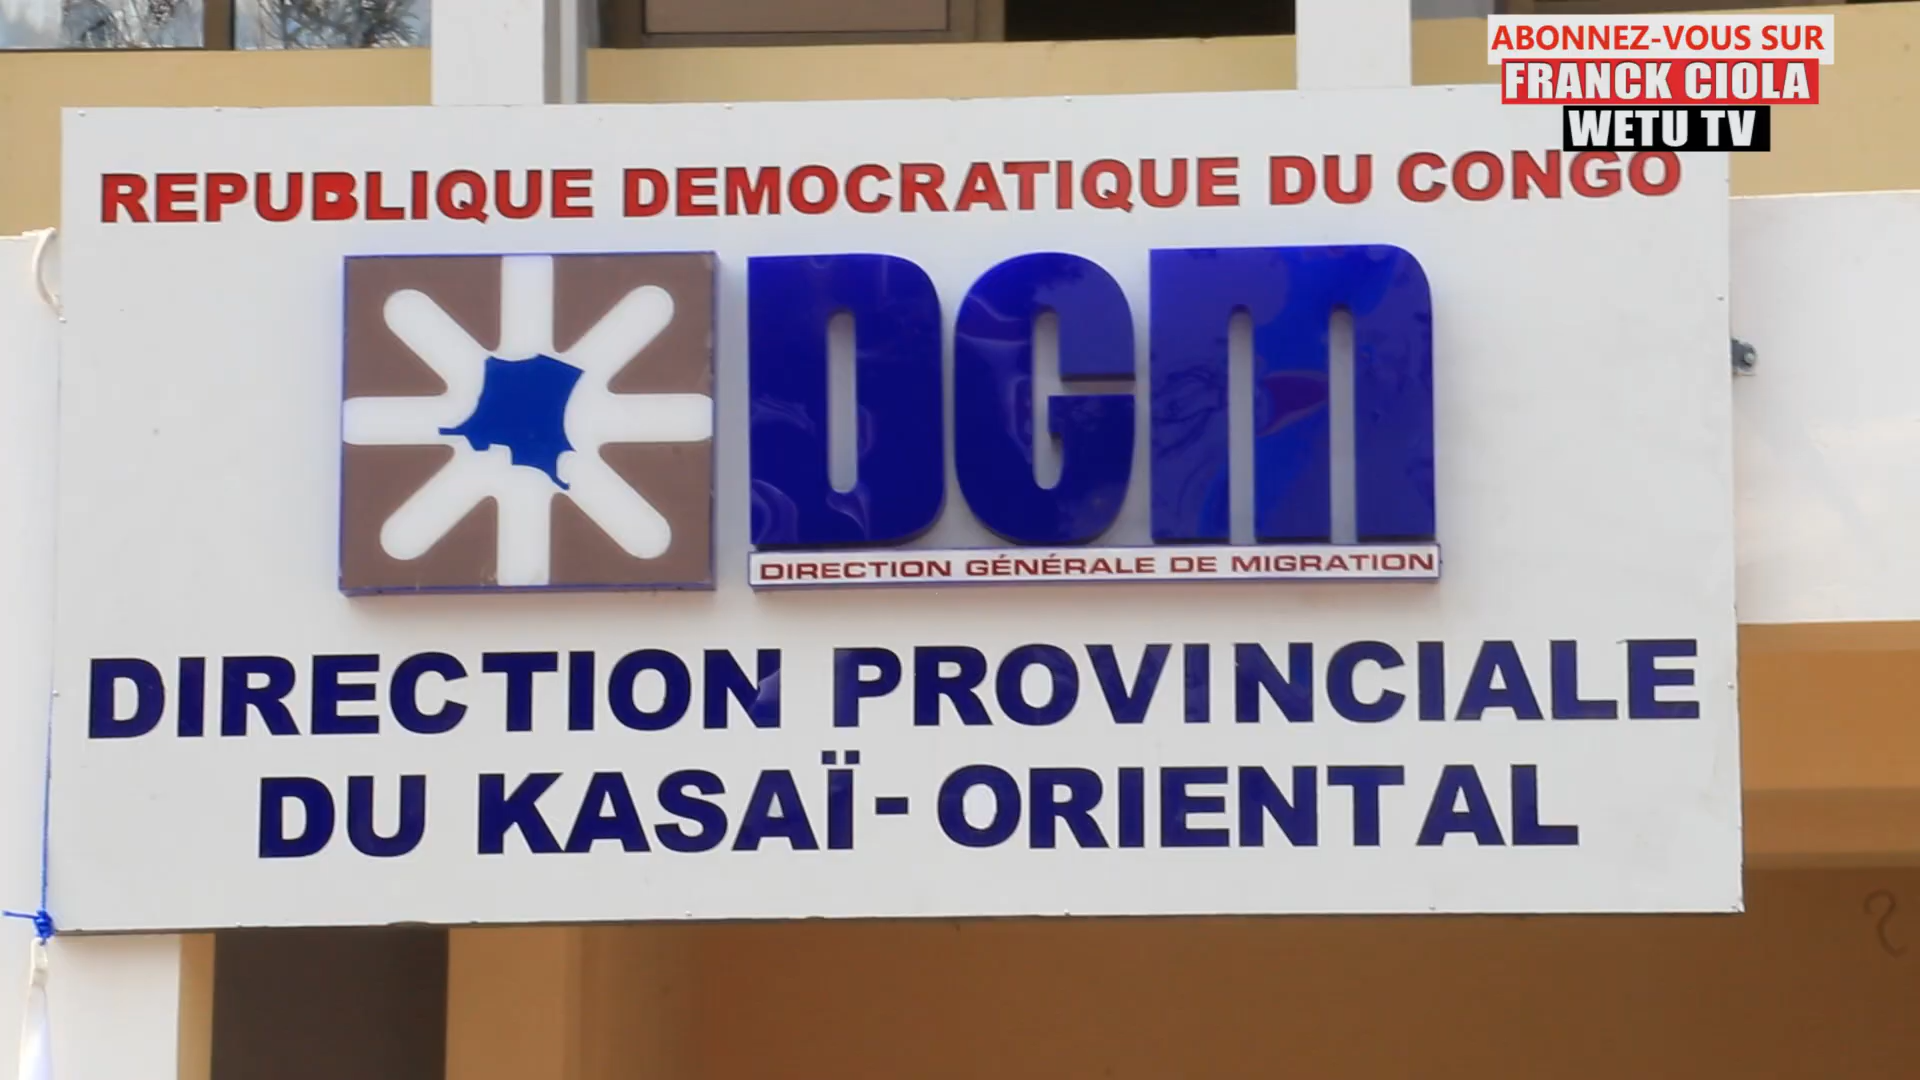 ABONNEZ-VOUS SUR
FRANCK CIOLA
WETU TV
REPUBLIQUE DEMOCRATIQUE DU CONGO
DGM
DIRECTION GÉNÉRALE DE MIGRATION
DIRECTION PROVINCIALE
DU KASAÏ-ORIENTAL